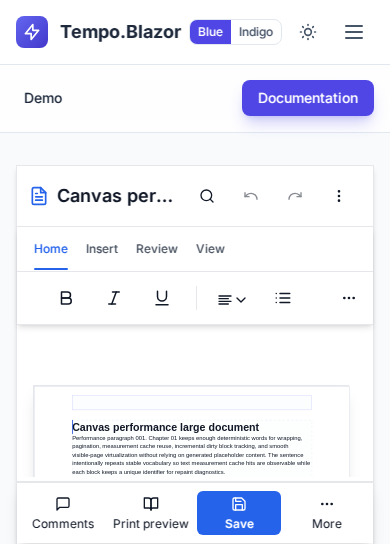 Tempo.Blazor Blue Indigo
Demo Documentation
Canvas per...
Home Insert Review View
B I U
Canvas performance large document
Performance paragraph 001. Chapter 01 keeps enough deterministic words for wrapping,
pagination, measurement cache reuse, incremental dirty block tracking, and smooth
visible-page virtualization without relying on generated placeholder content. The sentence
intentionally repeats stable vocabulary so text measurement cache hits are observable while
each block keeps a unique identifier for repaint diagnostics.
Comments Print preview Save More